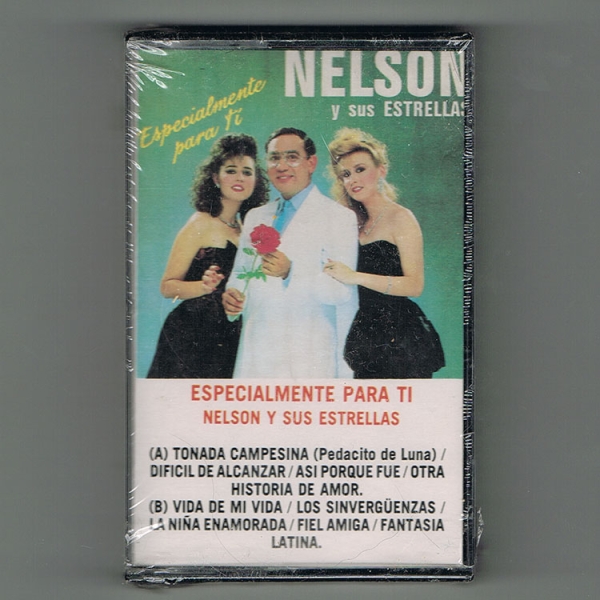 NELSON
y sus ESTRELLAS
Especialmente
para ti
ESPECIALMENTE PARA TI
NELSON Y SUS ESTRELLAS
(A) TONADA CAMPESINA (Pedacito de Luna) /
DIFICIL DE ALCANZAR / ASI PORQUE FUE / OTRA
HISTORIA DE AMOR.
(B) VIDA DE MI VIDA / LOS SINVERGÜENZAS /
LA NIÑA ENAMORADA / FIEL AMIGA / FANTASIA
LATINA.